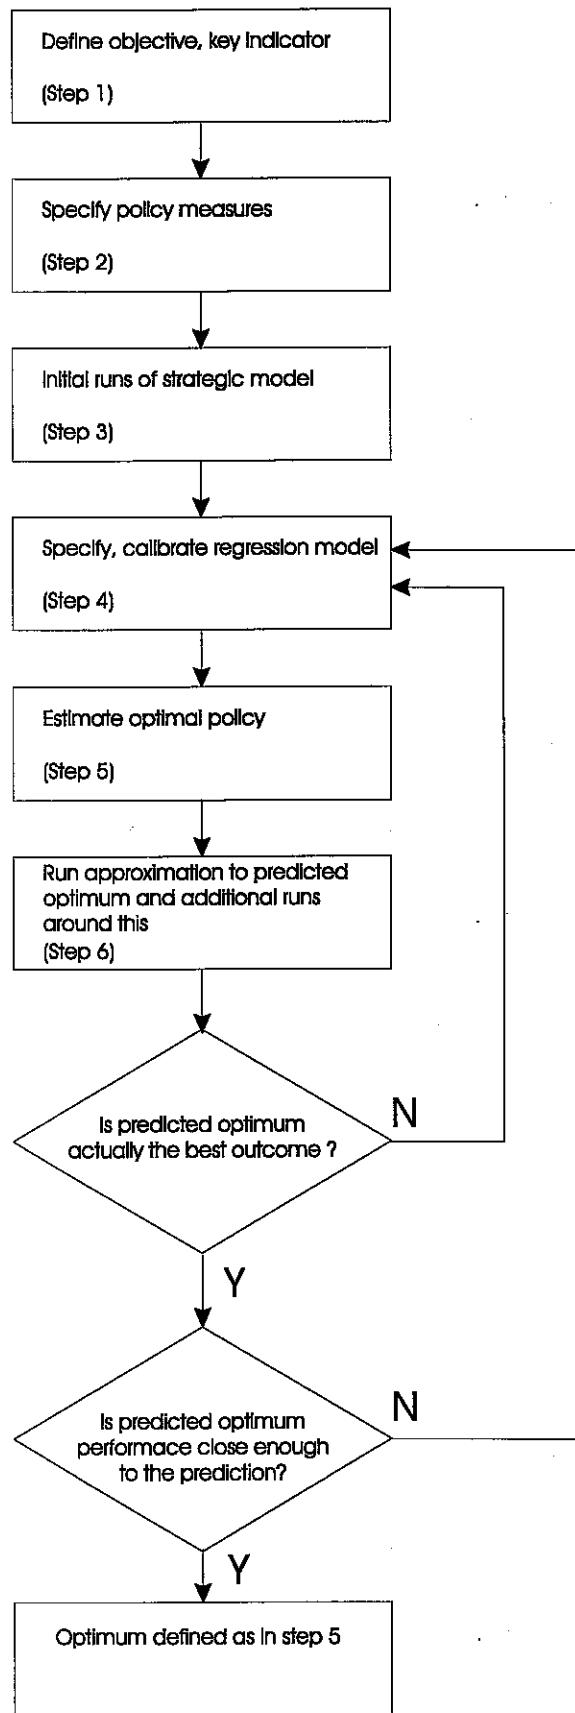 Define objective, key indicator
(Step 1)
Specify policy measures
(Step 2)
Initial runs of strategic model
(Step 3)
Specify, calibrate regression model
(Step 4)
Estimate optimal policy
(Step 5)
Run approximation to predicted
optimum and additional runs
around this
(Step 6)
Is predicted optimum
actually the best outcome ?
N
Y
Is predicted optimum
performace close enough
to the prediction?
N
Y
Optimum defined as in step 5